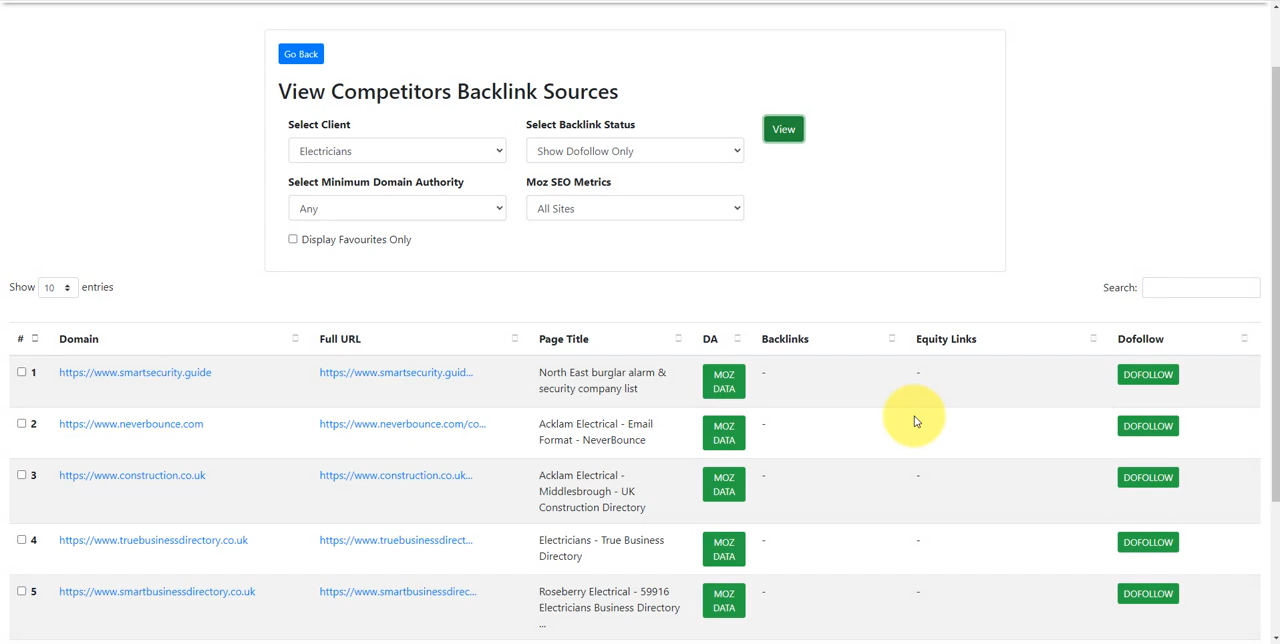 Go Back
View Competitors Backlink Sources
Select Client
Select Backlink Status
View
Electricians
Show Dofollow Only
Select Minimum Domain Authority
Moz SEO Metrics
Any
All Sites
Display Favourites Only
Show 10 entries
Search:
# Domain Full URL Page Title DA Backlinks Equity Links Dofollow
1 https://www.smartsecurity.guide https://www.smartsecurity.guid... North East burglar alarm & MOZ - - DOFOLLOW
security company list DATA
2 https://www.neverbounce.com https://www.neverbounce.com/co... Acklam Electrical - Email MOZ - - DOFOLLOW
Format - NeverBounce DATA
3 https://www.construction.co.uk https://www.construction.co.uk... Acklam Electrical - MOZ - - DOFOLLOW
Middlesbrough - UK DATA
Construction Directory
4 https://www.truebusinessdirectory.co.uk https://www.truebusinessdirect... Electricians - True Business MOZ - - DOFOLLOW
Directory DATA
5 https://www.smartbusinessdirectory.co.uk https://www.smartbusinessdirec... Roseberry Electrical - 59916 MOZ - - DOFOLLOW
Electricians Business Directory DATA
...